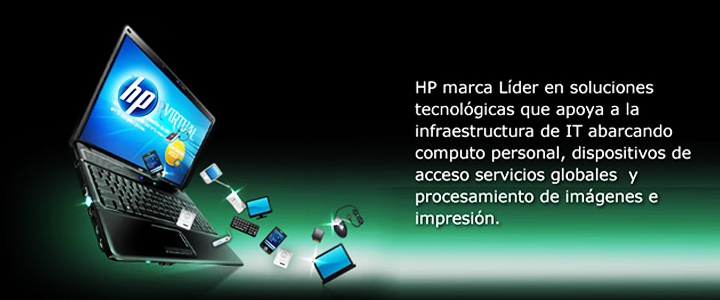 hp
VIRTUAL
HP marca Líder en soluciones
tecnológicas que apoya a la
infraestructura de IT abarcando
computo personal, dispositivos de
acceso servicios globales y
procesamiento de imágenes e
impresión.